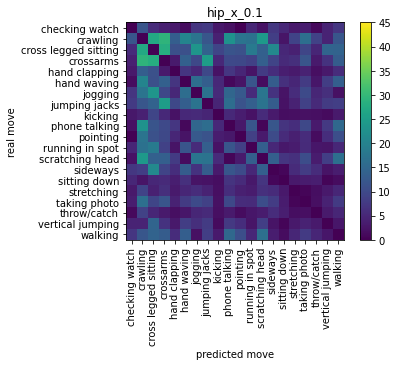 hip_x_0.1
real move
checking watch
crawling
cross legged sitting
crossarms
hand clapping
hand waving
jogging
jumping jacks
kicking
phone talking
pointing
running in spot
scratching head
sideways
sitting down
stretching
taking photo
throw/catch
vertical jumping
walking
checking watch
crawling
cross legged sitting
crossarms
hand clapping
hand waving
jogging
jumping jacks
kicking
phone talking
pointing
running in spot
scratching head
sideways
sitting down
stretching
taking photo
throw/catch
vertical jumping
walking
predicted move
45
40
35
30
25
20
15
10
5
0